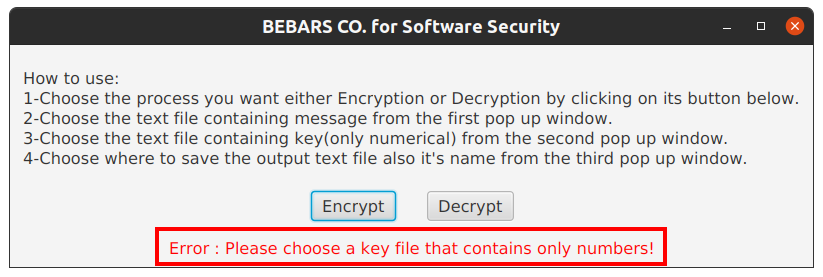 BEBARS CO. for Software Security
How to use:
1-Choose the process you want either Encryption or Decryption by clicking on its button below.
2-Choose the text file containing message from the first pop up window.
3-Choose the text file containing key(only numerical) from the second pop up window.
4-Choose where to save the output text file also it's name from the third pop up window.
Encrypt Decrypt
Error : Please choose a key file that contains only numbers!